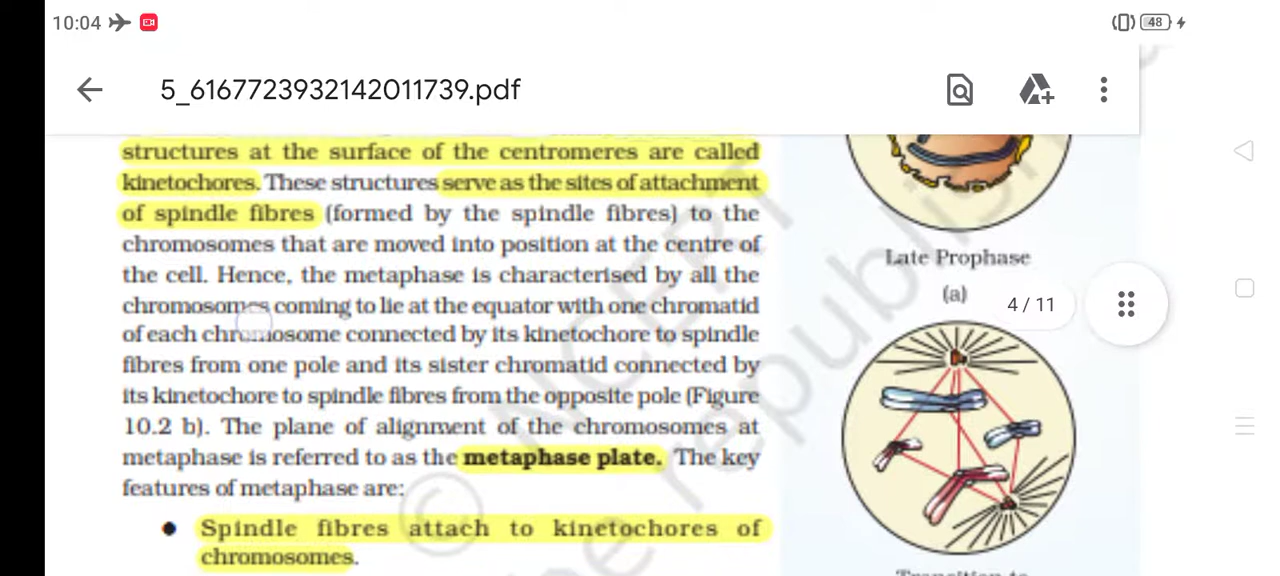 10:04
48
5_6167723932142011739.pdf
structures at the surface of the centromeres are called
kinetochores. These structures serve as the sites of attachment
of spindle fibres (formed by the spindle fibres) to the
chromosomes that are moved into position at the centre of
the cell. Hence, the metaphase is characterised by all the
chromosomes coming to lie at the equator with one chromatid
of each chromosome connected by its kinetochore to spindle
fibres from one pole and its sister chromatid connected by
its kinetochore to spindle fibres from the opposite pole (Figure
10.2 b). The plane of alignment of the chromosomes at
metaphase is referred to as the metaphase plate. The key
features of metaphase are:
● Spindle fibres attach to kinetochores of
chromosomes.
Late Prophase
(a)
4 / 11
Transition to
© NCERT
be republish